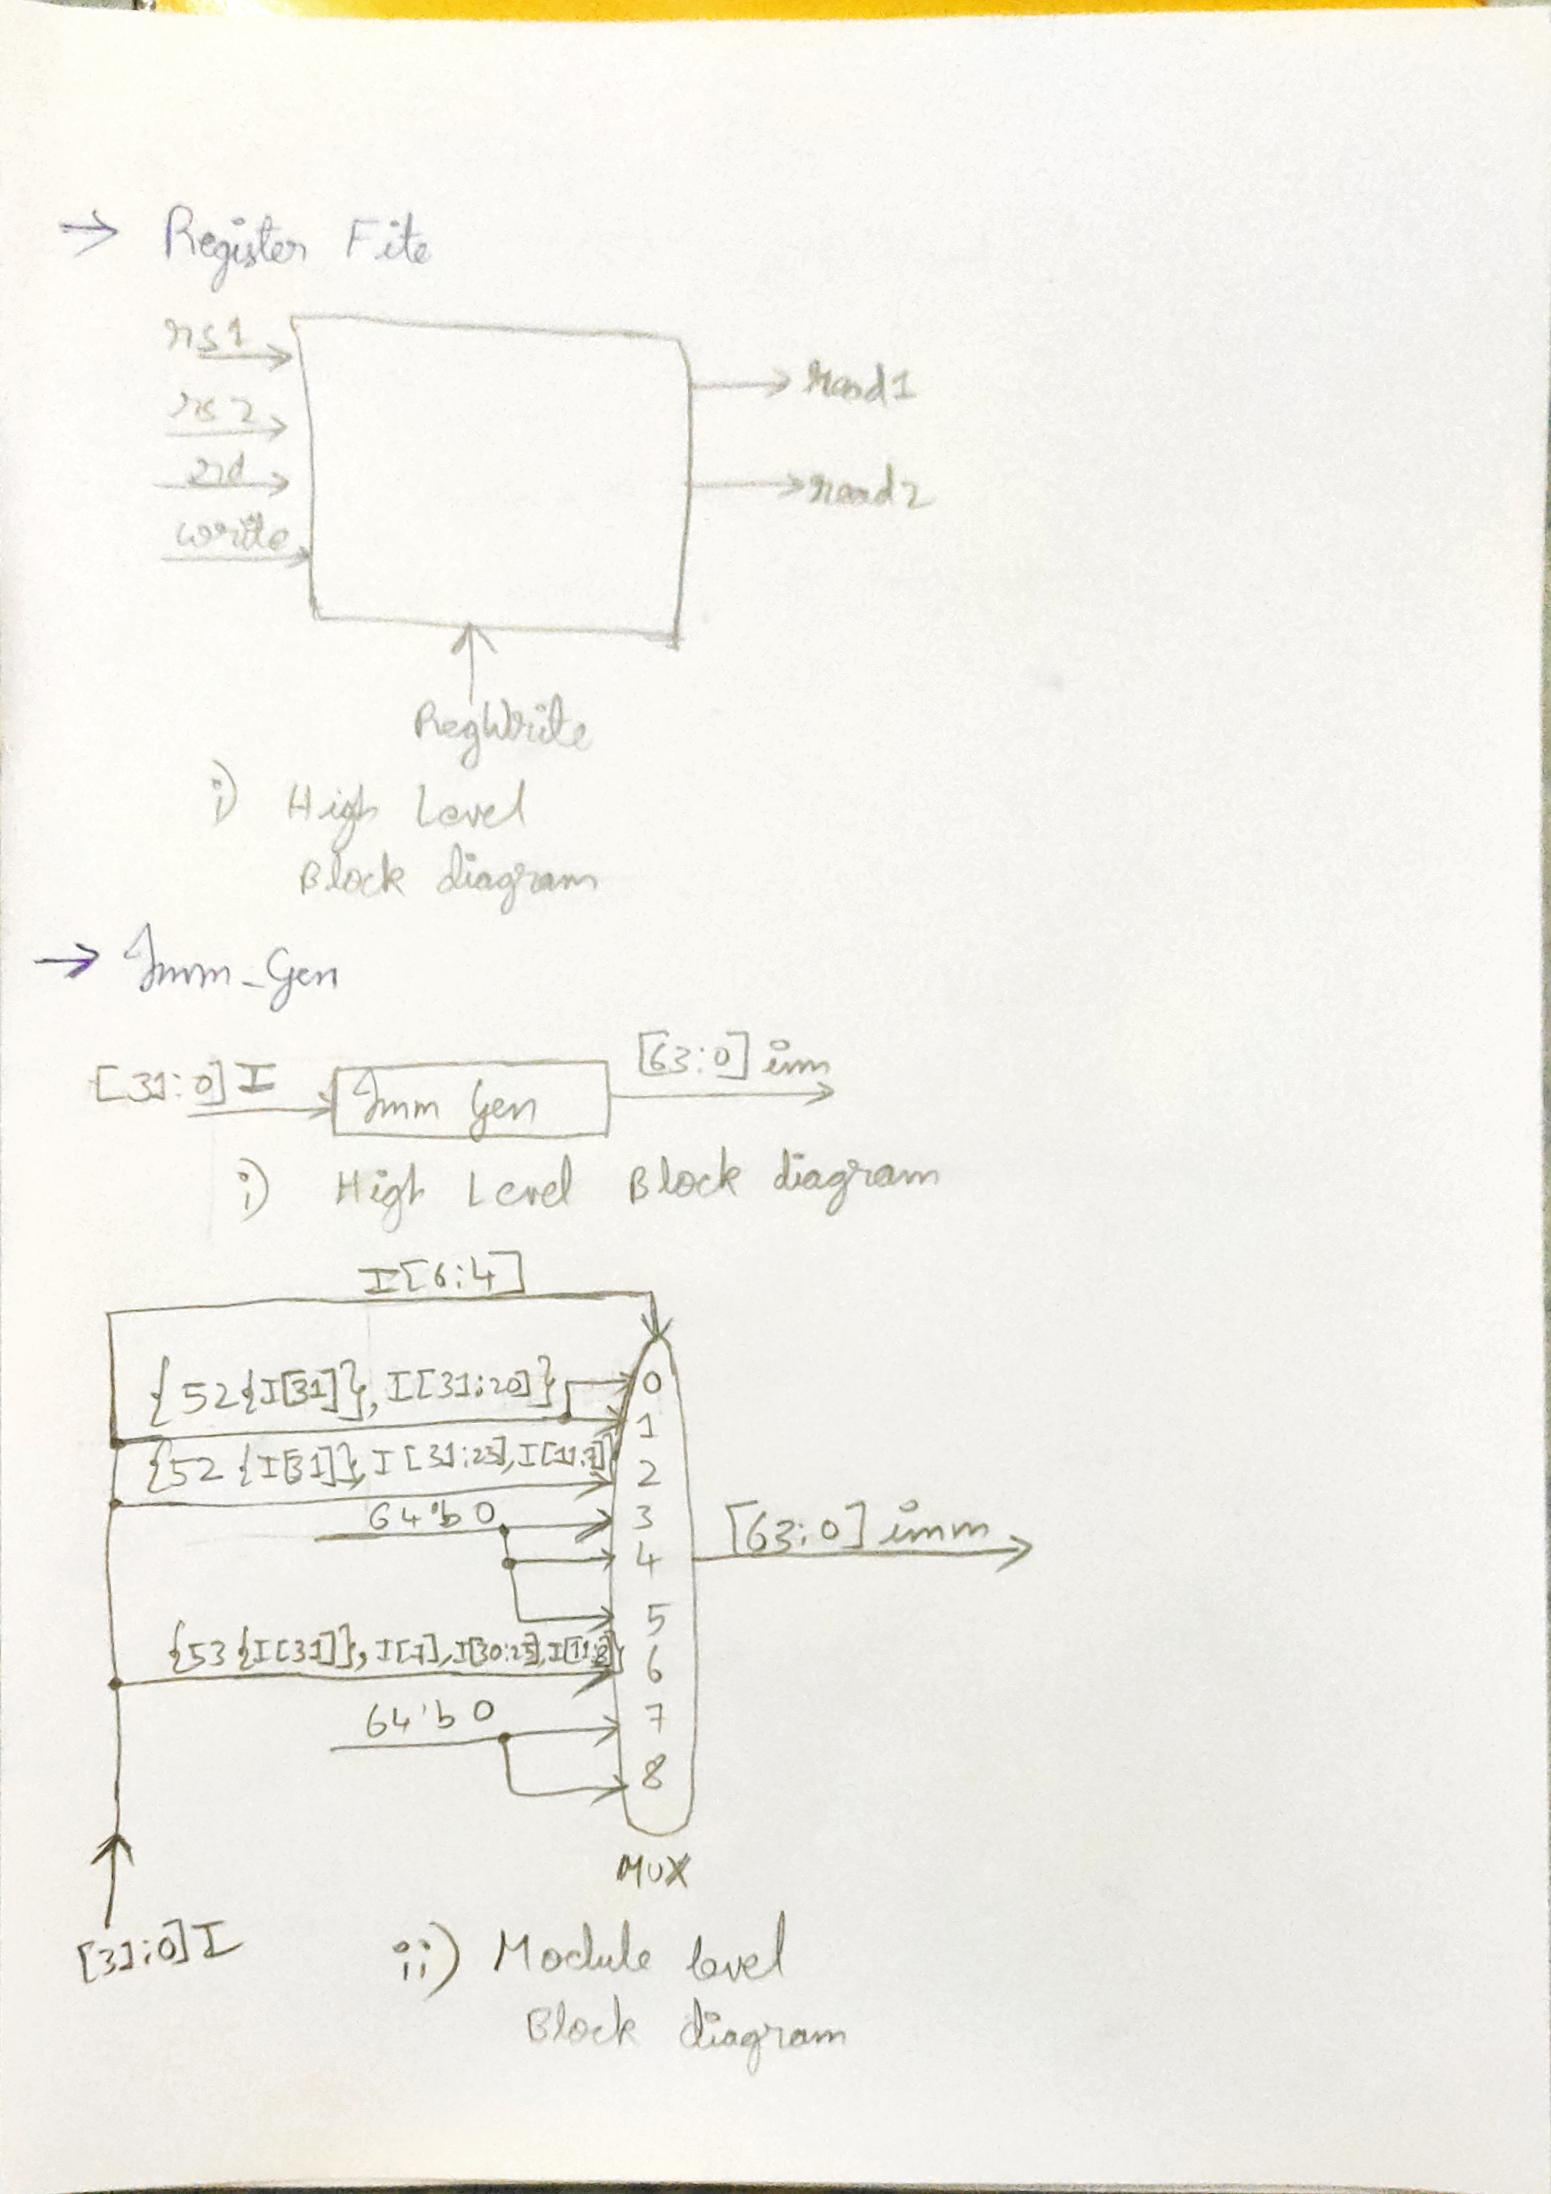 → Register File
rs1
rs2
rd
write
read1
read2
RegWrite
i) High Level
Block diagram
→ Imm_Gen
[31:0] I
Imm Gen
[63:0] imm
i) High Level Block diagram
I[6:4]
{52{I[31]}, I[31:20]}
0
1
{52{I[31]}, I[31:25], I[11:7]}
2
64'b0
3
4
5
[63:0] imm
{53{I[31]}, I[7], I[30:25], I[11:8]}
6
64'b0
7
8
MUX
[31:0] I
ii) Module level
Block diagram